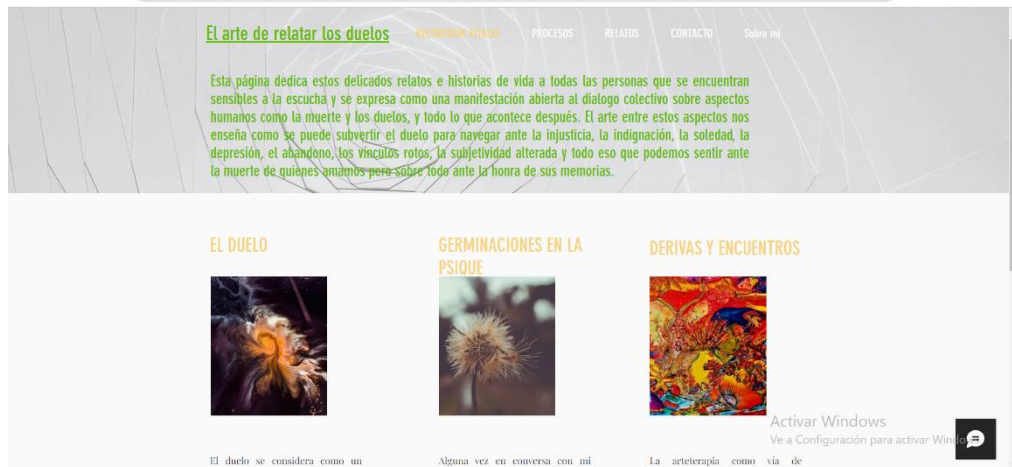 El arte de relatar los duelos
RECORRIDOS VITALES
PROCESOS
RELATOS
CONTACTO
Sobre mi
Esta página dedica estos delicados relatos e historias de vida a todas las personas que se encuentran
sensibles a la escucha y se expresa como una manifestación abierta al dialogo colectivo sobre aspectos
humanos como la muerte y los duelos, y todo lo que acontece después. El arte entre estos aspectos nos
enseña como se puede subvertir el duelo para navegar ante la injusticia, la indignación, la soledad, la
depresión, el abandono, los vínculos rotos, la subjetividad alterada y todo eso que podemos sentir ante
la muerte de quienes amamos pero sobre todo ante la honra de sus memorias.
EL DUELO
GERMINACIONES EN LA
PSIQUE
DERIVAS Y ENCUENTROS
El duelo se considera como un
Alguna vez en conversa con mi
La arteterapia como vía de
Activar Windows
Ve a Configuración para activar Windo